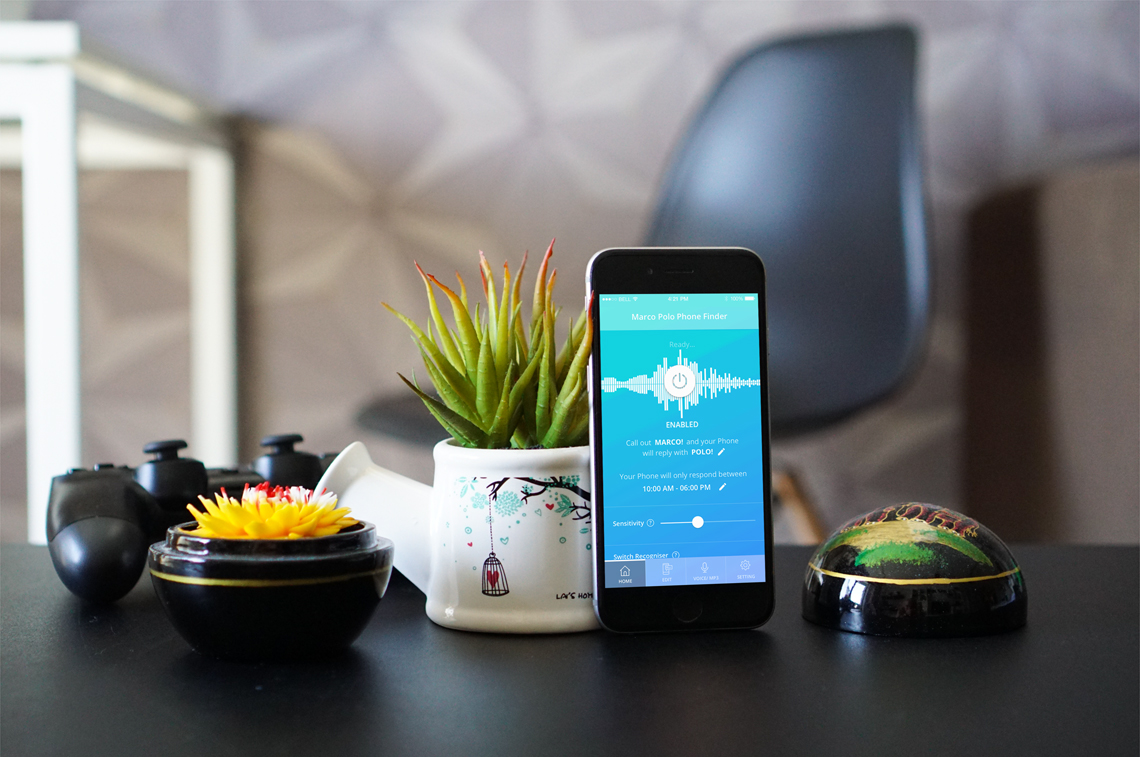 BELL 4:21 PM 100%
Marco Polo Phone Finder
Ready...
ENABLED
Call out MARCO! and your Phone
will reply with POLO!
Your Phone will only respond between
10:00 AM - 06:00 PM
Sensitivity ?
Switch Recogniser ?
HOME EDIT VOICE/ MP3 SETTING
LAI'S HOM